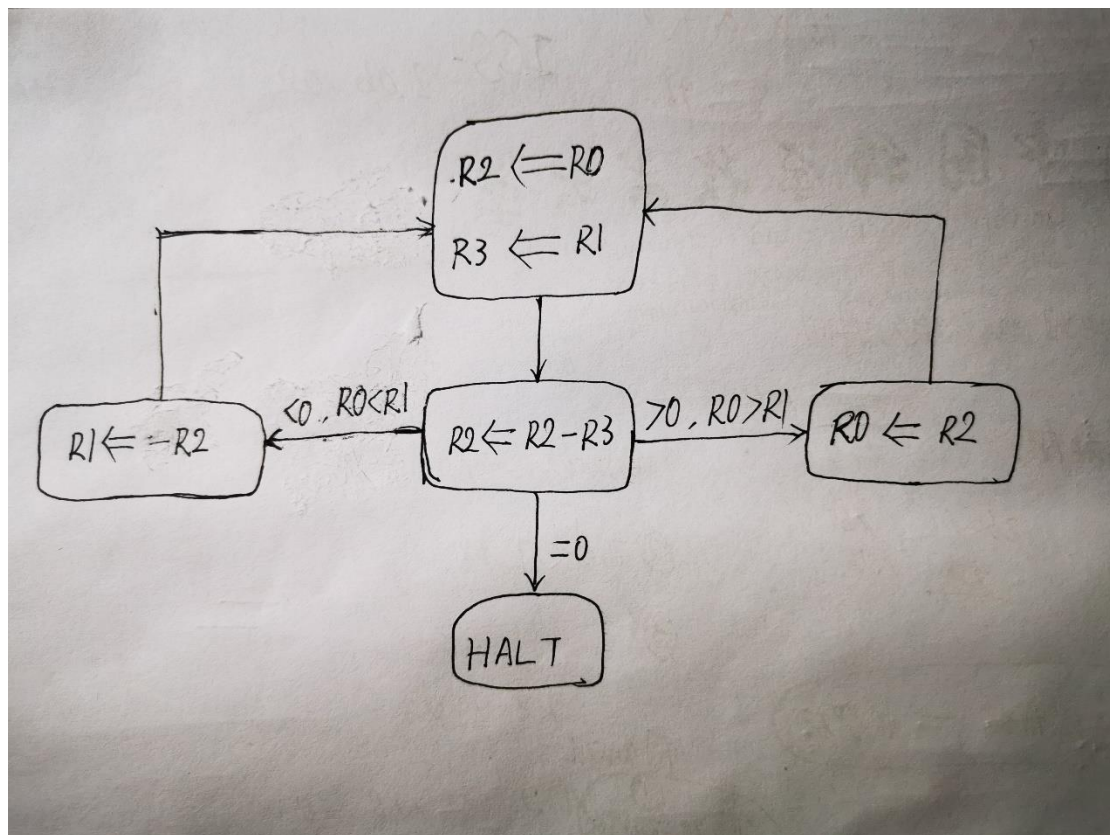 R2 ⇐ R0
R3 ⇐ R1
<0, R0<R1
>0, R0>R1
R1 ⇐ -R2
R2 ⇐ R2-R3
R0 ⇐ R2
=0
HALT